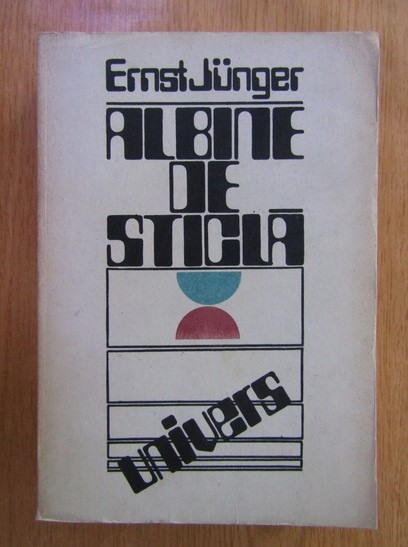 Ernst Jünger
ALBINE
DE
STICLĂ
univers